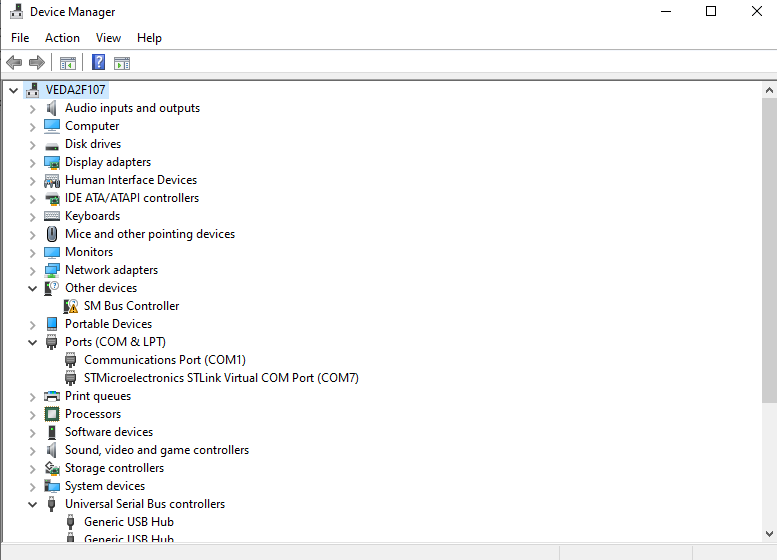 Device Manager
File Action View Help
VEDA2F107
Audio inputs and outputs
Computer
Disk drives
Display adapters
Human Interface Devices
IDE ATA/ATAPI controllers
Keyboards
Mice and other pointing devices
Monitors
Network adapters
Other devices
SM Bus Controller
Portable Devices
Ports (COM & LPT)
Communications Port (COM1)
STMicroelectronics STLink Virtual COM Port (COM7)
Print queues
Processors
Software devices
Sound, video and game controllers
Storage controllers
System devices
Universal Serial Bus controllers
Generic USB Hub
Generic USB Hub